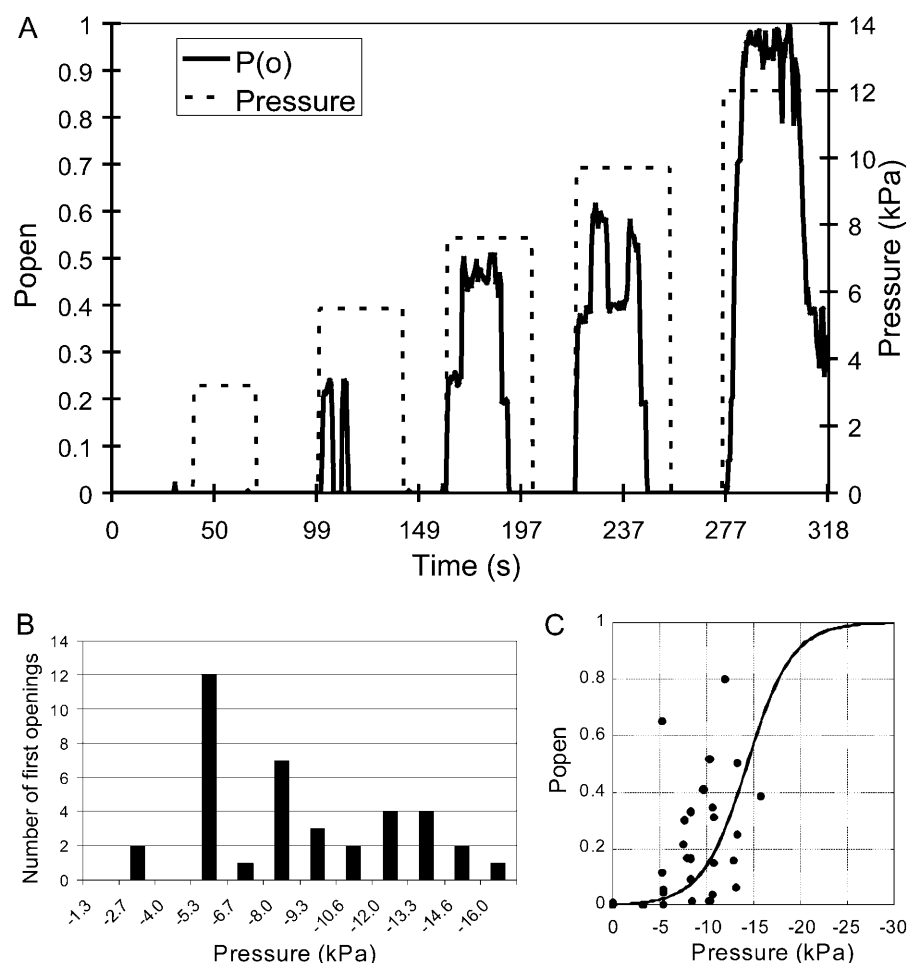 A
P(o)
Pressure
Popen
1
0.9
0.8
0.7
0.6
0.5
0.4
0.3
0.2
0.1
0
14
12
10
8
6
4
2
0
Pressure (kPa)
0 50 99 149 197 237 277 318
Time (s)
B
Number of first openings
14
12
10
8
6
4
2
0
-1.3 -2.7 -4.0 -5.3 -6.7 -8.0 -9.3 -10.6 -12.0 -13.3 -14.6 -16.0
Pressure (kPa)
C
Popen
1
0.8
0.6
0.4
0.2
0
0 -5 -10 -15 -20 -25 -30
Pressure (kPa)